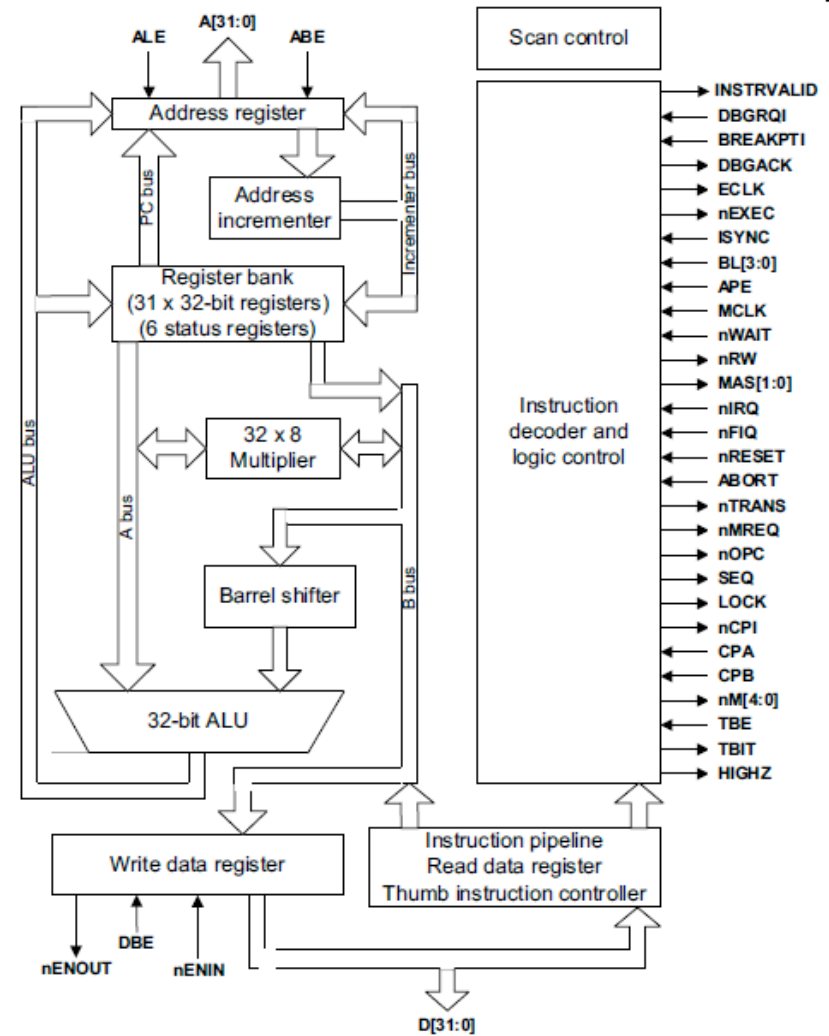 A[31:0]
ALE
ABE
Scan control
Address register
PC bus
Address
incrementer
Incrementer bus
Register bank
(31 x 32-bit registers)
(6 status registers)
ALU bus
A bus
32 x 8
Multiplier
B bus
Barrel shifter
32-bit ALU
Write data register
Instruction pipeline
Read data register
Thumb instruction controller
nENOUT
DBE
nENIN
D[31:0]
Instruction
decoder and
logic control
INSTRVALID
DBGRQI
BREAKPTI
DBGACK
ECLK
nEXEC
ISYNC
BL[3:0]
APE
MCLK
nWAIT
nRW
MAS[1:0]
nIRQ
nFIQ
nRESET
ABORT
nTRANS
nMREQ
nOPC
SEQ
LOCK
nCPI
CPA
CPB
nM[4:0]
TBE
TBIT
HIGHZ